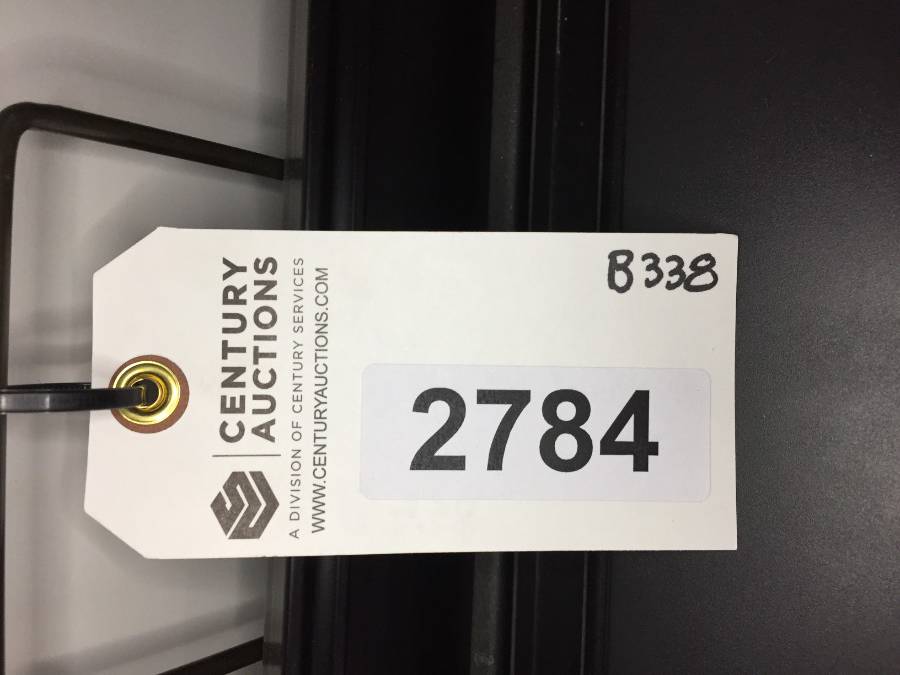 CENTURY
AUCTIONS
A DIVISION OF CENTURY SERVICES
WWW.CENTURYAUCTIONS.COM
B338
2784